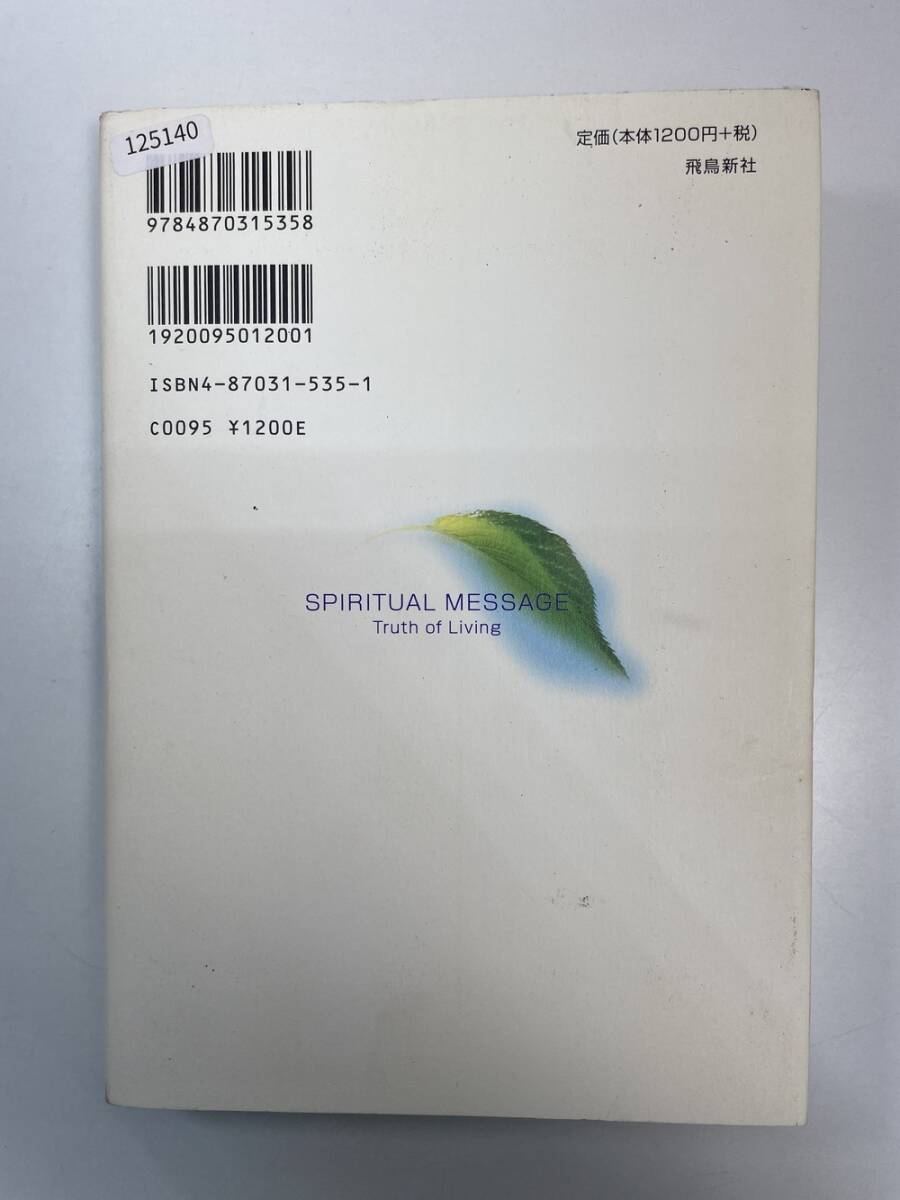 125140
定価(本体1200円+税)
飛鳥新社
9784870315358
1920095012001
ISBN4-87031-535-1
C0095 ¥1200E
SPIRITUAL MESSAGE
Truth of Living